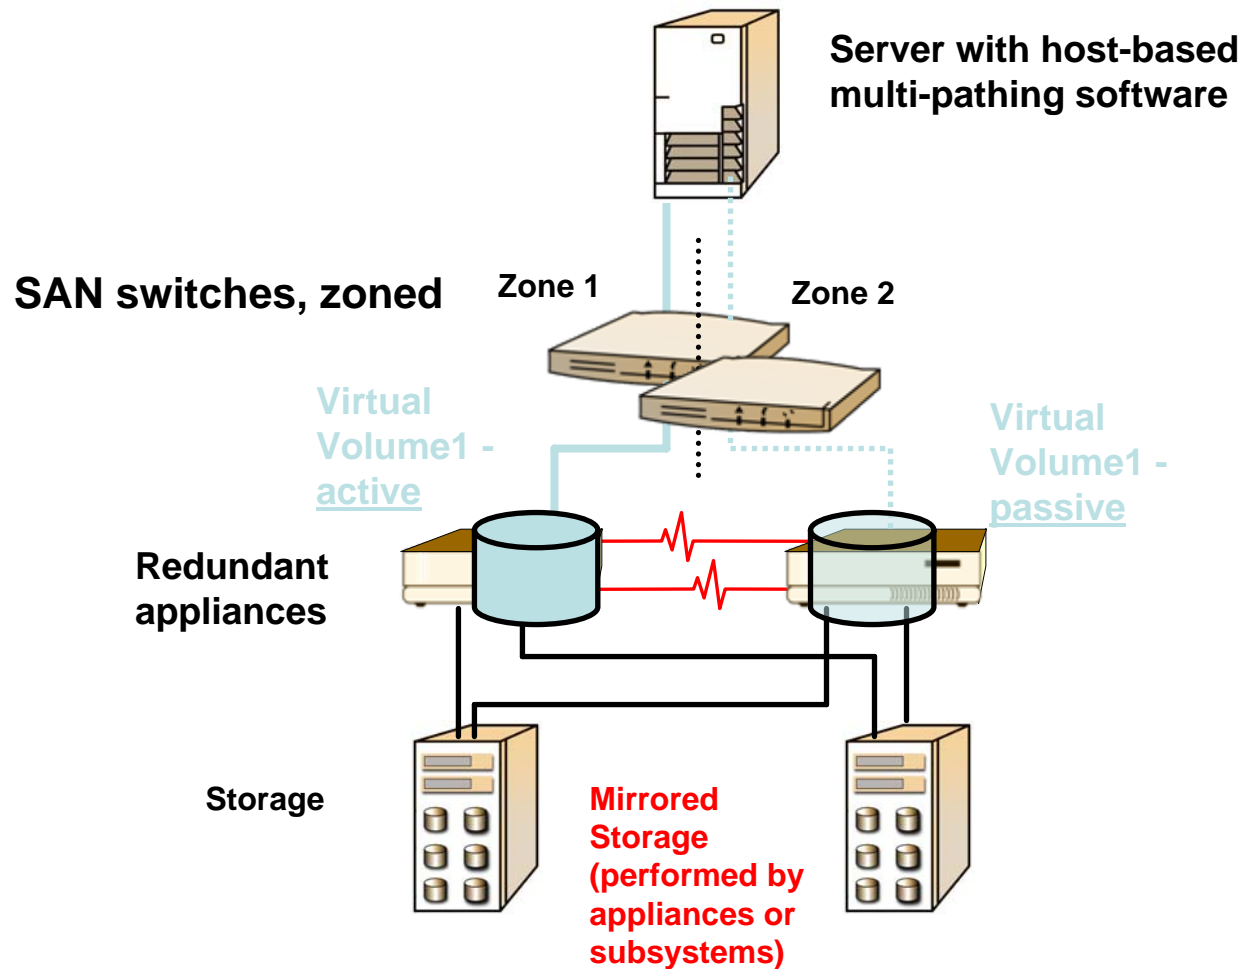 Server with host-based
multi-pathing software
SAN switches, zoned
Zone 1
Zone 2
Virtual
Volume1 -
active
Virtual
Volume1 -
passive
Redundant
appliances
Storage
Mirrored
Storage
(performed by
appliances or
subsystems)